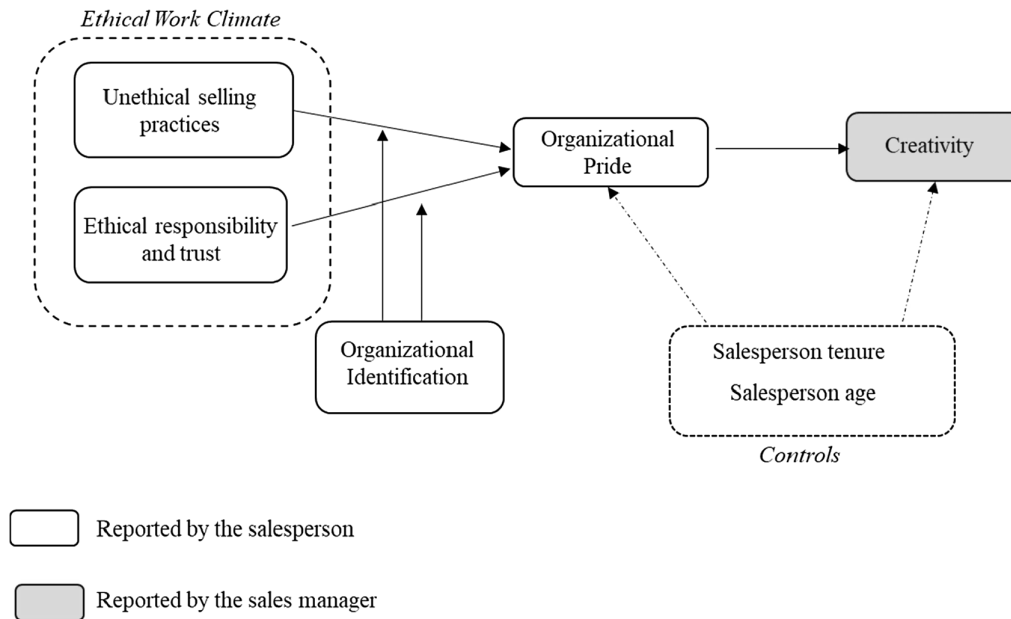 Ethical Work Climate
Unethical selling
practices
Ethical responsibility
and trust
Organizational
Identification
Organizational
Pride
Creativity
Salesperson tenure
Salesperson age
Controls
Reported by the salesperson
Reported by the sales manager